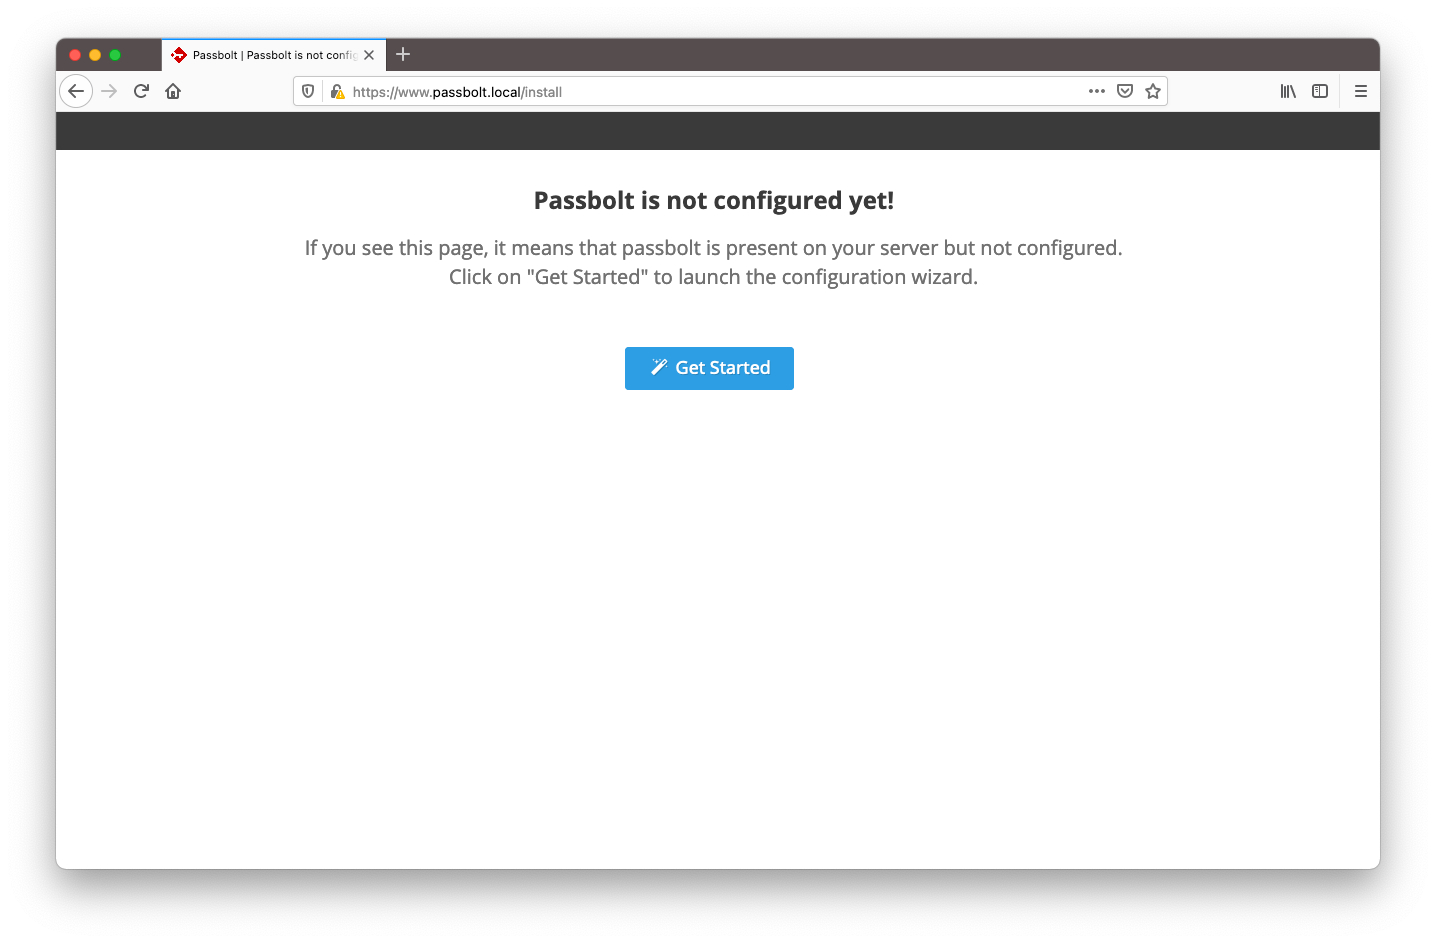 Passbolt | Passbolt is not config
https://www.passbolt.local/install
Passbolt is not configured yet!
If you see this page, it means that passbolt is present on your server but not configured.
Click on "Get Started" to launch the configuration wizard.
Get Started